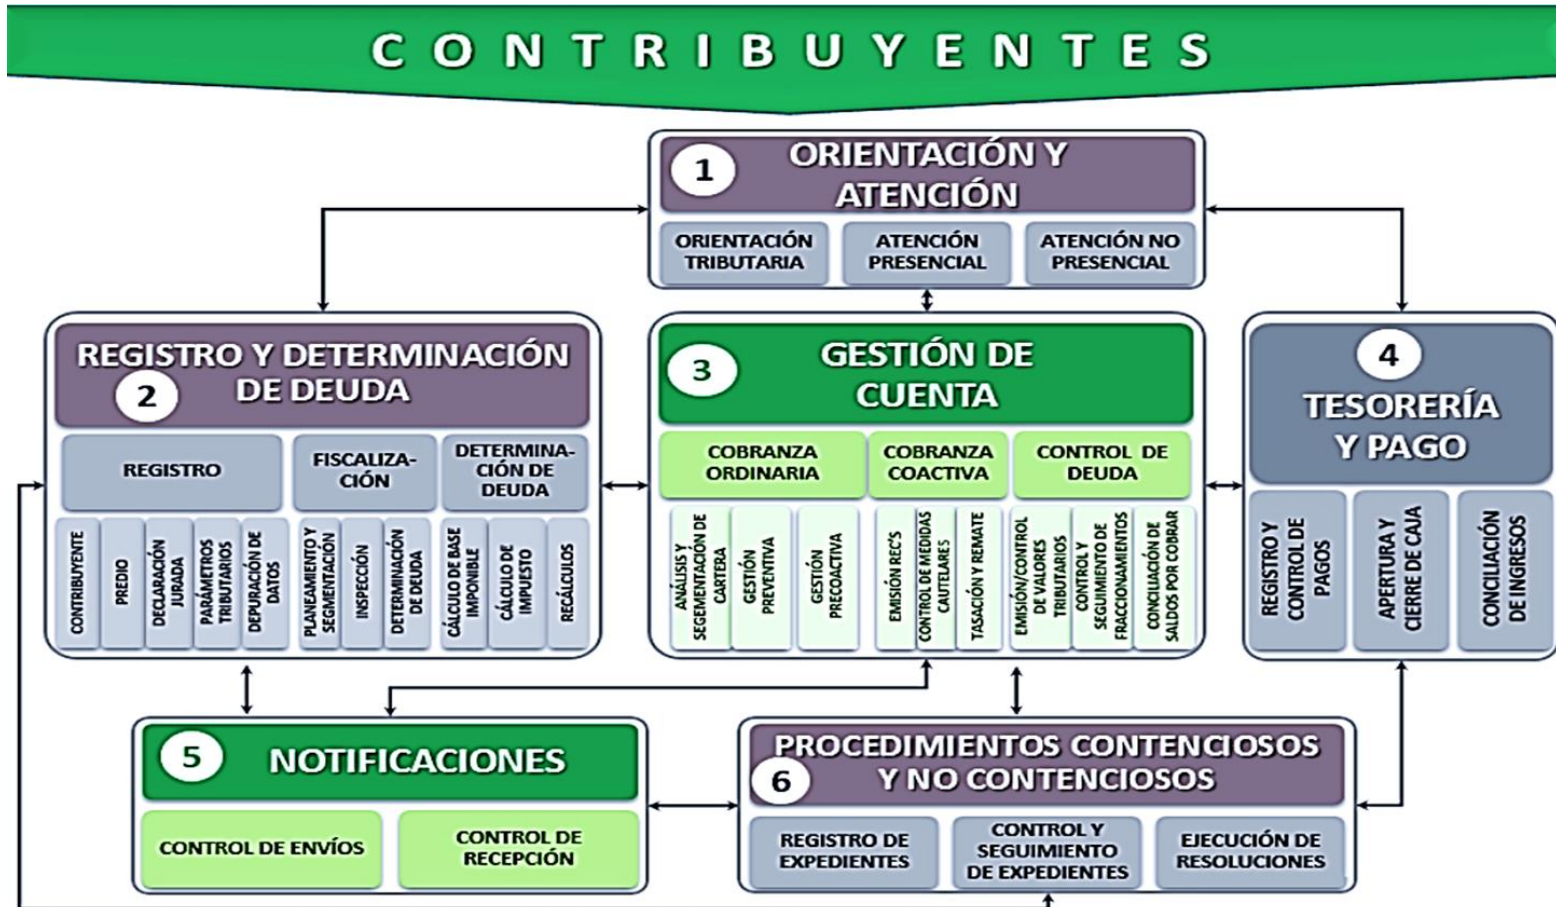 CONTRIBUYENTES
1
ORIENTACIÓN Y
ATENCIÓN
ORIENTACIÓN
TRIBUTARIA
ATENCIÓN
PRESENCIAL
ATENCIÓN NO
PRESENCIAL
REGISTRO Y DETERMINACIÓN
DE DEUDA
2
REGISTRO
FISCALIZA-
CIÓN
DETERMINA-
CIÓN DE
DEUDA
CONTRIBUYENTE
PREDIO
DECLARACIÓN
JURADA
PARÁMETROS
TRIBUTARIOS
DEPURACIÓN DE
DATOS
PLANEAMIENTO Y
SEGMENTACIÓN
INSPECCIÓN
DETERMINACIÓN
DE DEUDA
CÁLCULO DE BASE
IMPONIBLE
CÁLCULO DE
IMPUESTO
RECÁLCULOS
3
GESTIÓN DE
CUENTA
COBRANZA
ORDINARIA
COBRANZA
COACTIVA
CONTROL DE
DEUDA
ANÁLISIS Y
SEGEMENTACIÓN DE
CARTERA
GESTIÓN
PREVENTIVA
GESTIÓN
PRECOACTIVA
EMISIÓN REC'S
CONTROL DE MEDIDAS
CAUTELARES
TASACIÓN Y REMATE
EMISIÓN/CONTROL
DE VALORES
TRIBUTARIOS
CONTROL Y
SEGUIMIENTO DE
FRACCIONAMIENTOS
CONCILIACIÓN DE
SALDOS POR COBRAR
4
TESORERÍA
Y PAGO
REGISTRO Y
CONTROL DE
PAGOS
APERTURA Y
CIERRE DE CAJA
CONCILIACIÓN
DE INGRESOS
5
NOTIFICACIONES
CONTROL DE ENVÍOS
CONTROL DE
RECEPCIÓN
PROCEDIMIENTOS CONTENCIOSOS
Y NO CONTENCIOSOS
6
REGISTRO DE
EXPEDIENTES
CONTROL Y
SEGUIMIENTO
DE EXPEDIENTES
EJECUCIÓN DE
RESOLUCIONES